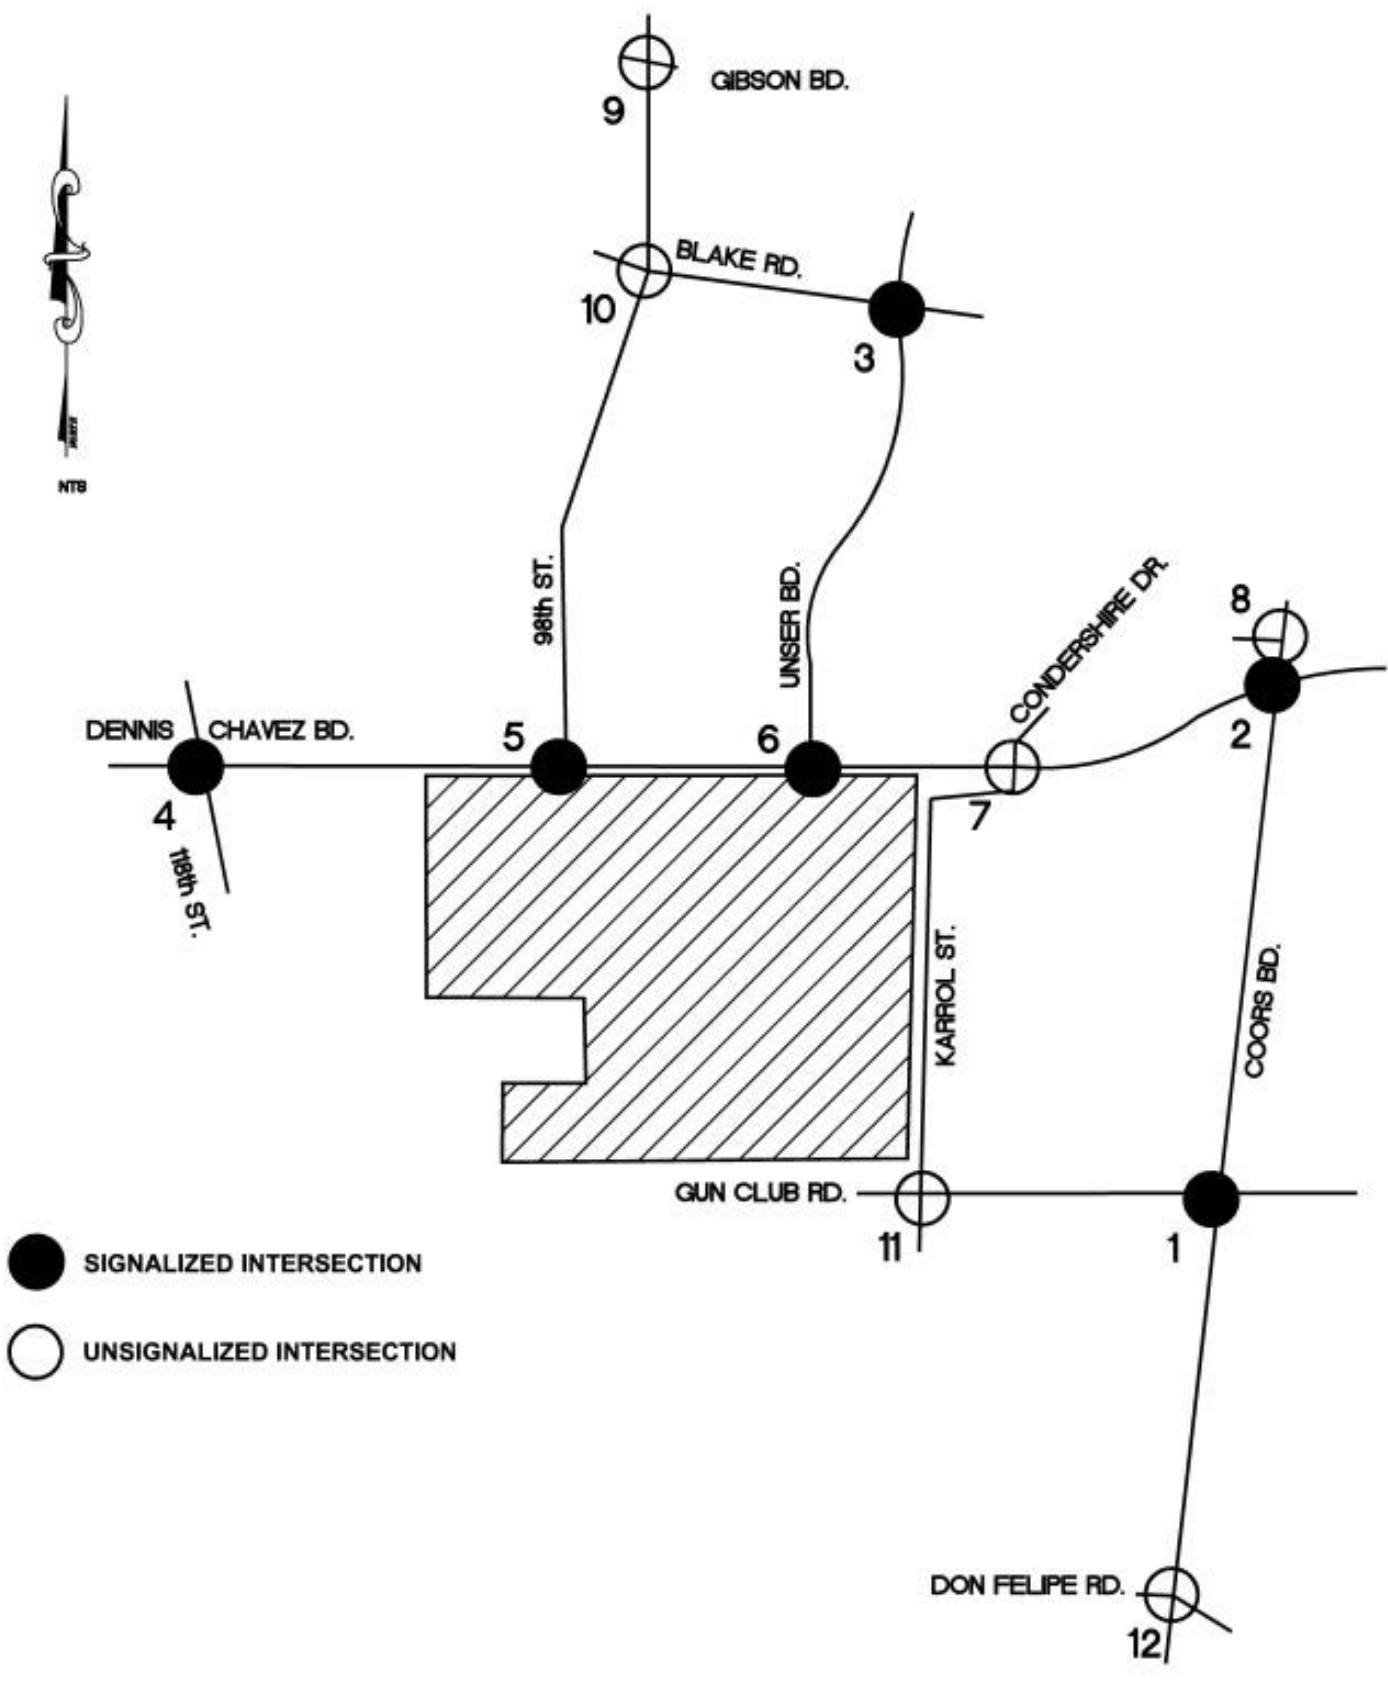 GIBSON BD.
9
BLAKE RD.
10
3
NTS
98th ST.
UNSER BD.
CONDERSHIRE DR.
8
DENNIS CHAVEZ BD.
5
6
2
4
7
118th ST.
KARROL ST.
COORS BD.
GUN CLUB RD.
11
1
SIGNALIZED INTERSECTION
UNSIGNALIZED INTERSECTION
DON FELIPE RD.
12